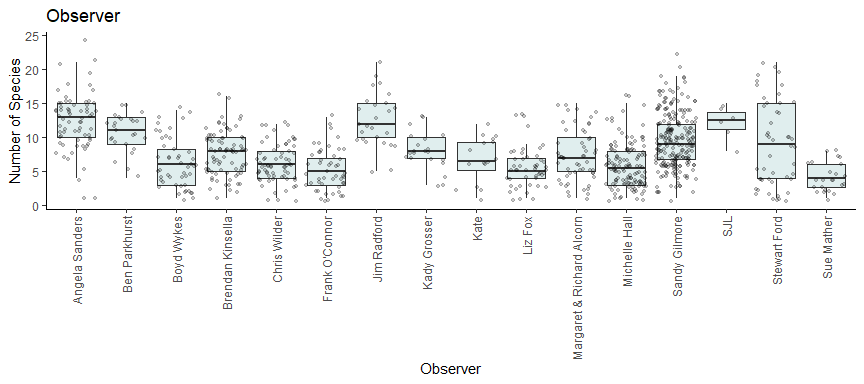 Observer
Number of Species
25
20
15
10
5
0
Angela Sanders
Ben Parkhurst
Boyd Wykes
Brendan Kinsella
Chris Wilder
Frank O'Connor
Jim Radford
Kady Grosser
Kate
Liz Fox
Margaret & Richard Alcorn
Michelle Hall
Sandy Gilmore
SJL
Stewart Ford
Sue Mather
Observer